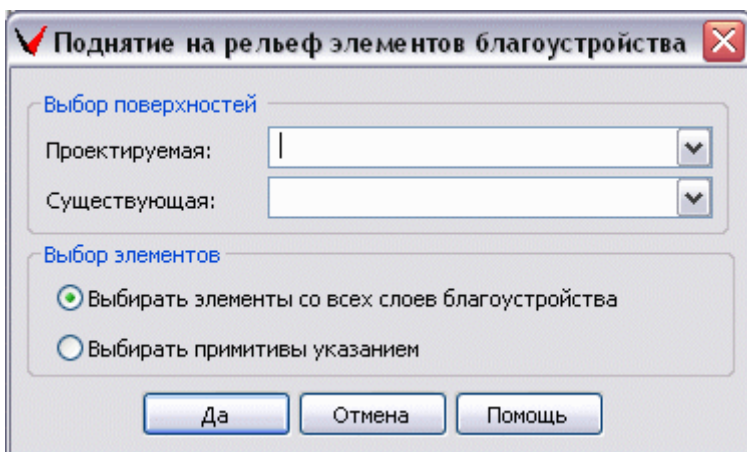 Поднятие на рельеф элементов благоустройства
Выбор поверхностей
Проектируемая:
Существующая:
Выбор элементов
Выбирать элементы со всех слоев благоустройства
Выбирать примитивы указанием
Да Отмена Помощь